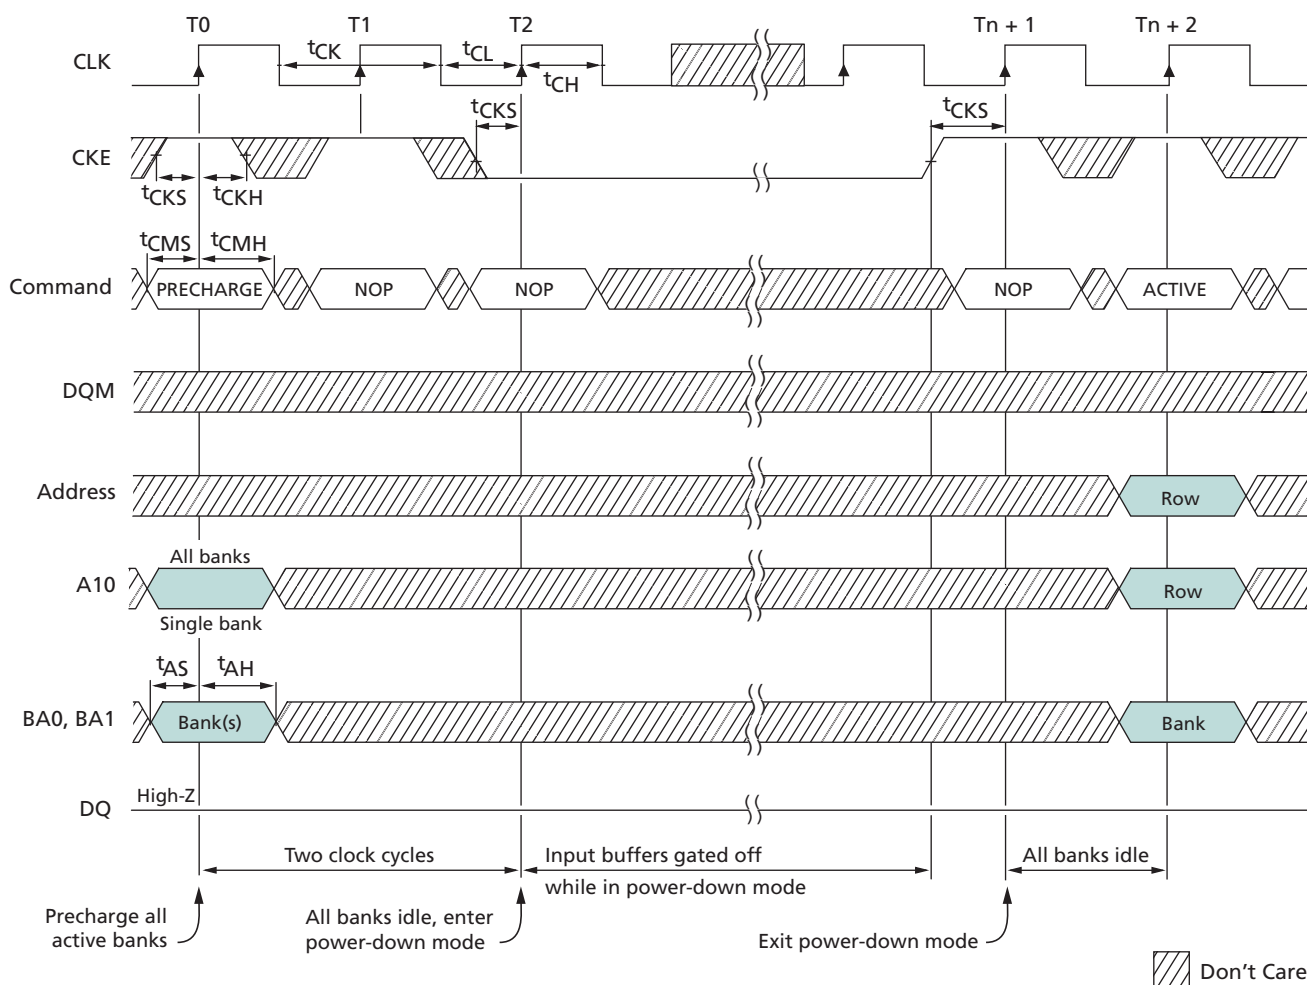 T0
T1
T2
Tn + 1
Tn + 2
CLK
tCK
tCL
tCH
tCKS
tCKS
CKE
tCKS
tCKH
tCMS
tCMH
Command
PRECHARGE
NOP
NOP
NOP
ACTIVE
DQM
Address
Row
All banks
A10
Row
Single bank
tAS
tAH
BA0, BA1
Bank(s)
Bank
High-Z
DQ
Two clock cycles
Input buffers gated off
while in power-down mode
All banks idle
Precharge all
active banks
All banks idle, enter
power-down mode
Exit power-down mode
Don't Care